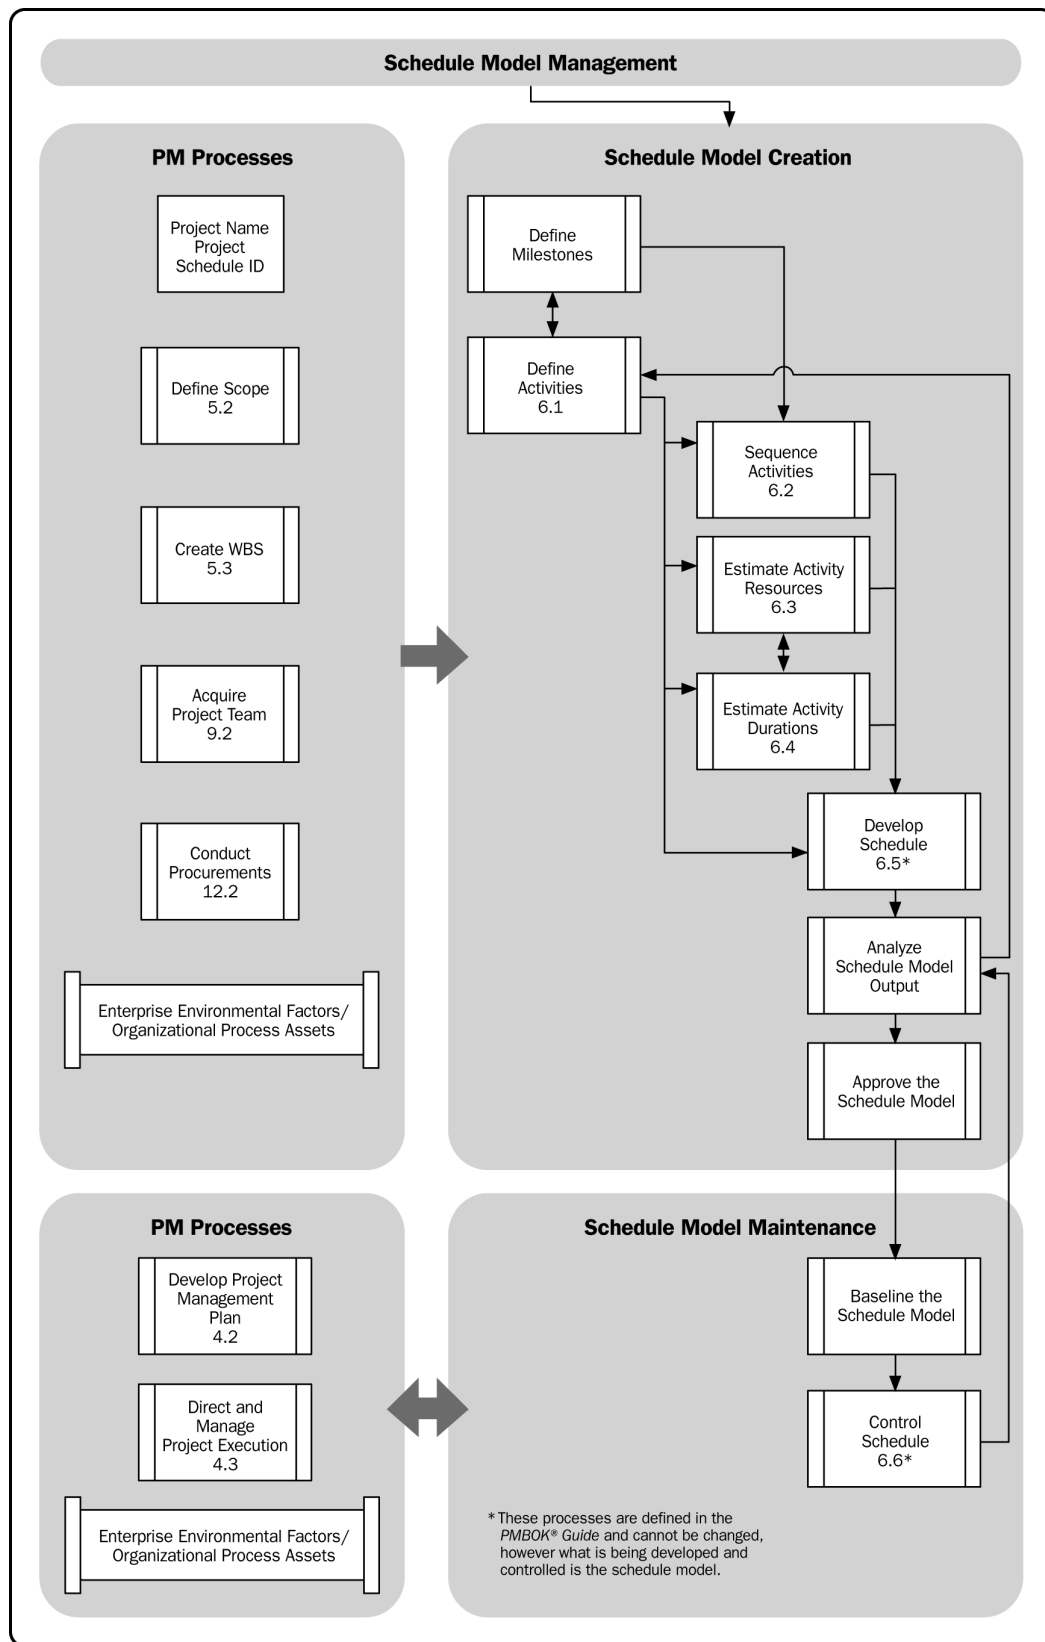 Schedule Model Management
PM Processes
Project Name
Project
Schedule ID
Define Scope
5.2
Create WBS
5.3
Acquire
Project Team
9.2
Conduct
Procurements
12.2
Enterprise Environmental Factors/
Organizational Process Assets
Schedule Model Creation
Define
Milestones
Define
Activities
6.1
Sequence
Activities
6.2
Estimate Activity
Resources
6.3
Estimate Activity
Durations
6.4
Develop
Schedule
6.5*
Analyze
Schedule Model
Output
Approve the
Schedule Model
PM Processes
Develop Project
Management
Plan
4.2
Direct and
Manage
Project Execution
4.3
Enterprise Environmental Factors/
Organizational Process Assets
Schedule Model Maintenance
Baseline the
Schedule Model
Control
Schedule
6.6*
* These processes are defined in the
PMBOK® Guide and cannot be changed,
however what is being developed and
controlled is the schedule model.